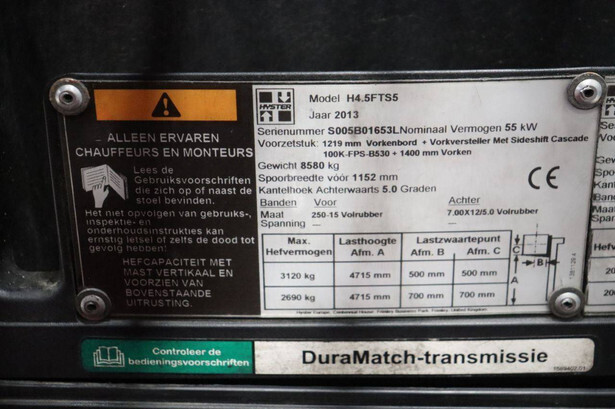 ALLEEN ERVAREN
CHAUFFEURS EN MONTEURS
Lees de
Gebruiksvoorschriften
die zich op of naast de
stoel bevinden.
Het niet opvolgen van gebruiks-,
inspektie- en
onderhoudsinstrukties kan
ernstig letsel of zelfs de dood tot
gevolg hebben!
HEFCAPACITEIT MET
MAST VERTIKAAL EN
VOORZIEN VAN
BOVENSTAANDE
UITRUSTING.
HYSTER
Model H4.5FTS5
Jaar 2013
Serienummer S005B01653L Nominaal Vermogen 55 kW
Voorzetstuk: 1219 mm Vorkenbord + Vorkversteller Met Sideshift Cascade
100K-FPS-B530 + 1400 mm Vorken
Gewicht 8580 kg
Spoorbreedte vóór 1152 mm
Kantelhoek Achterwaarts 5.0 Graden
CE
Banden Voor Achter
Maat 250-15 Volrubber 7.00X12/5.0 Volrubber
Spanning — —
Max. Hefvermogen Lasthoogte Afm. A Lastzwaartepunt Afm. B Afm. C
3120 kg 4715 mm 500 mm 500 mm
2690 kg 4715 mm 700 mm 700 mm
C
B
A
Controleer de
bedieningsvoorschriften
DuraMatch-transmissie